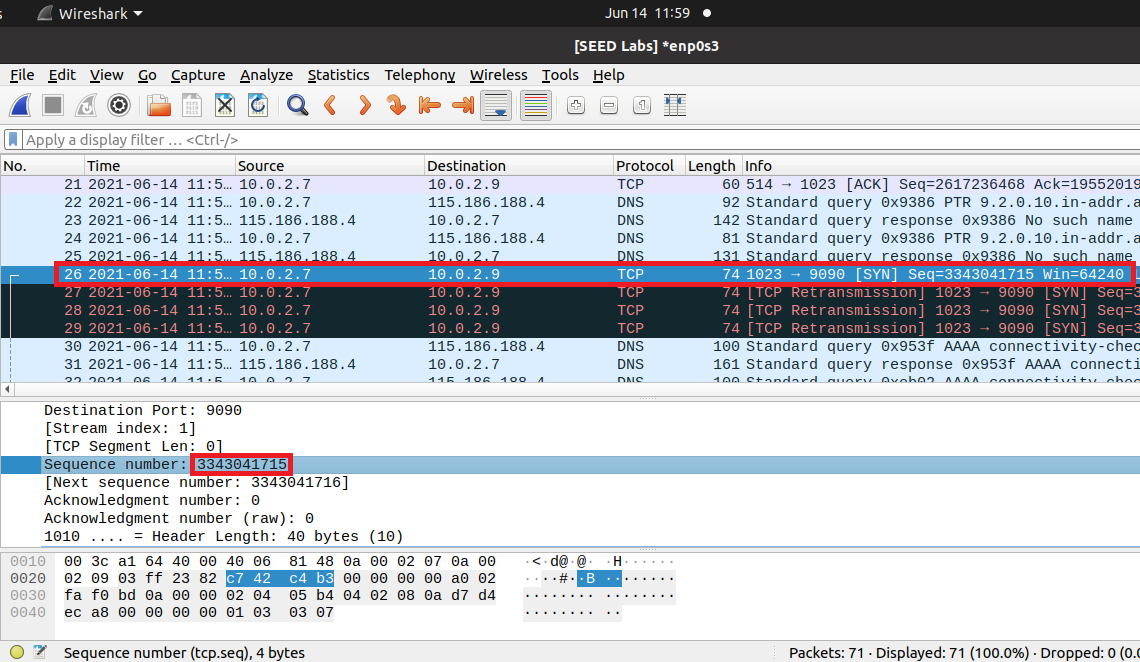 s Wireshark Jun 14 11:59
[SEED Labs] *enp0s3
File Edit View Go Capture Analyze Statistics Telephony Wireless Tools Help
Apply a display filter … <Ctrl-/>
No. Time Source Destination Protocol Length Info
21 2021-06-14 11:5… 10.0.2.7 10.0.2.9 TCP 60 514 → 1023 [ACK] Seq=2617236468 Ack=19552019
22 2021-06-14 11:5… 10.0.2.7 115.186.188.4 DNS 92 Standard query 0x9386 PTR 9.2.0.10.in-addr.a
23 2021-06-14 11:5… 115.186.188.4 10.0.2.7 DNS 142 Standard query response 0x9386 No such name
24 2021-06-14 11:5… 10.0.2.7 115.186.188.4 DNS 81 Standard query 0x9386 PTR 9.2.0.10.in-addr.a
25 2021-06-14 11:5… 115.186.188.4 10.0.2.7 DNS 131 Standard query response 0x9386 No such name
26 2021-06-14 11:5… 10.0.2.7 10.0.2.9 TCP 74 1023 → 9090 [SYN] Seq=3343041715 Win=64240
27 2021-06-14 11:5… 10.0.2.7 10.0.2.9 TCP 74 [TCP Retransmission] 1023 → 9090 [SYN] Seq=3
28 2021-06-14 11:5… 10.0.2.7 10.0.2.9 TCP 74 [TCP Retransmission] 1023 → 9090 [SYN] Seq=3
29 2021-06-14 11:5… 10.0.2.7 10.0.2.9 TCP 74 [TCP Retransmission] 1023 → 9090 [SYN] Seq=3
30 2021-06-14 11:5… 10.0.2.7 115.186.188.4 DNS 100 Standard query 0x953f AAAA connectivity-chec
31 2021-06-14 11:5… 115.186.188.4 10.0.2.7 DNS 161 Standard query response 0x953f AAAA connecti
32 2021-06-14 11:5… 10.0.2.7 115.186.188.4 DNS 100 Standard query 0xeb02 AAAA connectivity-chec
Destination Port: 9090
[Stream index: 1]
[TCP Segment Len: 0]
Sequence number: 3343041715
[Next sequence number: 3343041716]
Acknowledgment number: 0
Acknowledgment number (raw): 0
1010 .... = Header Length: 40 bytes (10)
0010 00 3c a1 64 40 00 40 06 81 48 0a 00 02 07 0a 00 ·<·d@·@· ·H······
0020 02 09 03 ff 23 82 c7 42 c4 b3 00 00 00 00 a0 02 ····#··B ········
0030 fa f0 bd 0a 00 00 02 04 05 b4 04 02 08 0a d7 d4 ········ ········
0040 ec a8 00 00 00 00 01 03 03 07 ········ ··
Sequence number (tcp.seq), 4 bytes Packets: 71 · Displayed: 71 (100.0%) · Dropped: 0 (0.